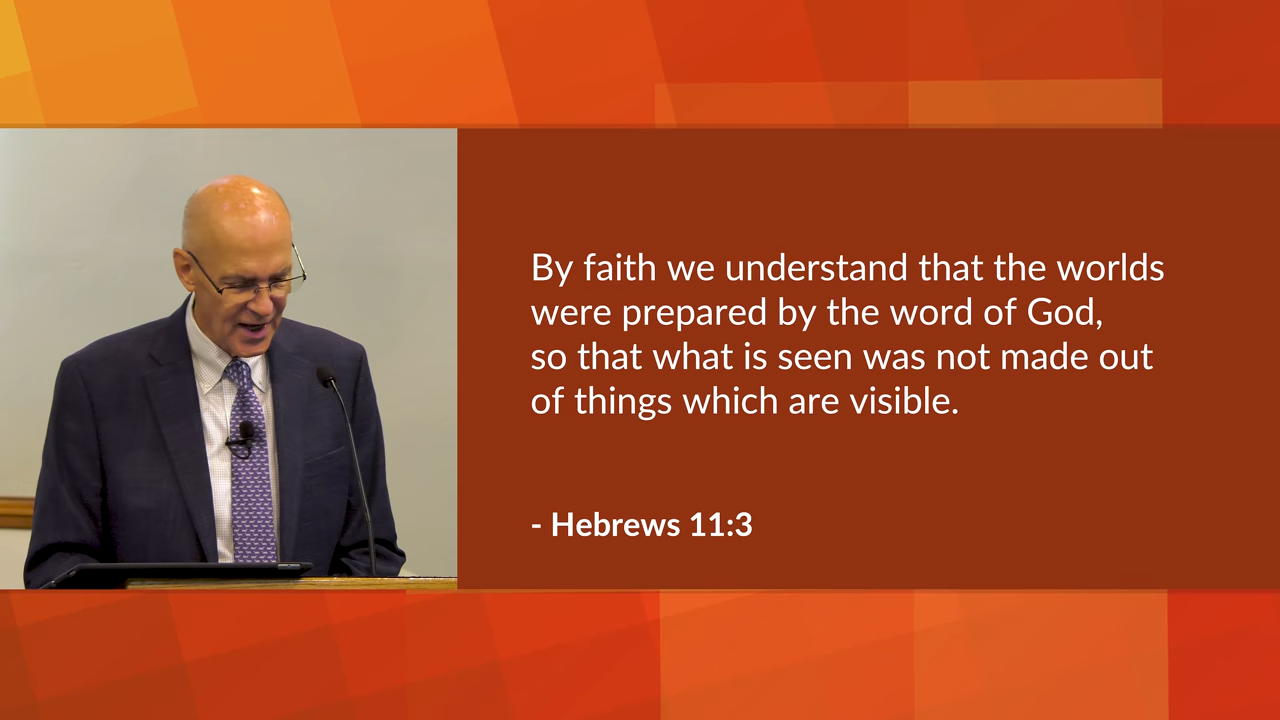 By faith we understand that the worlds
were prepared by the word of God,
so that what is seen was not made out
of things which are visible.
- Hebrews 11:3